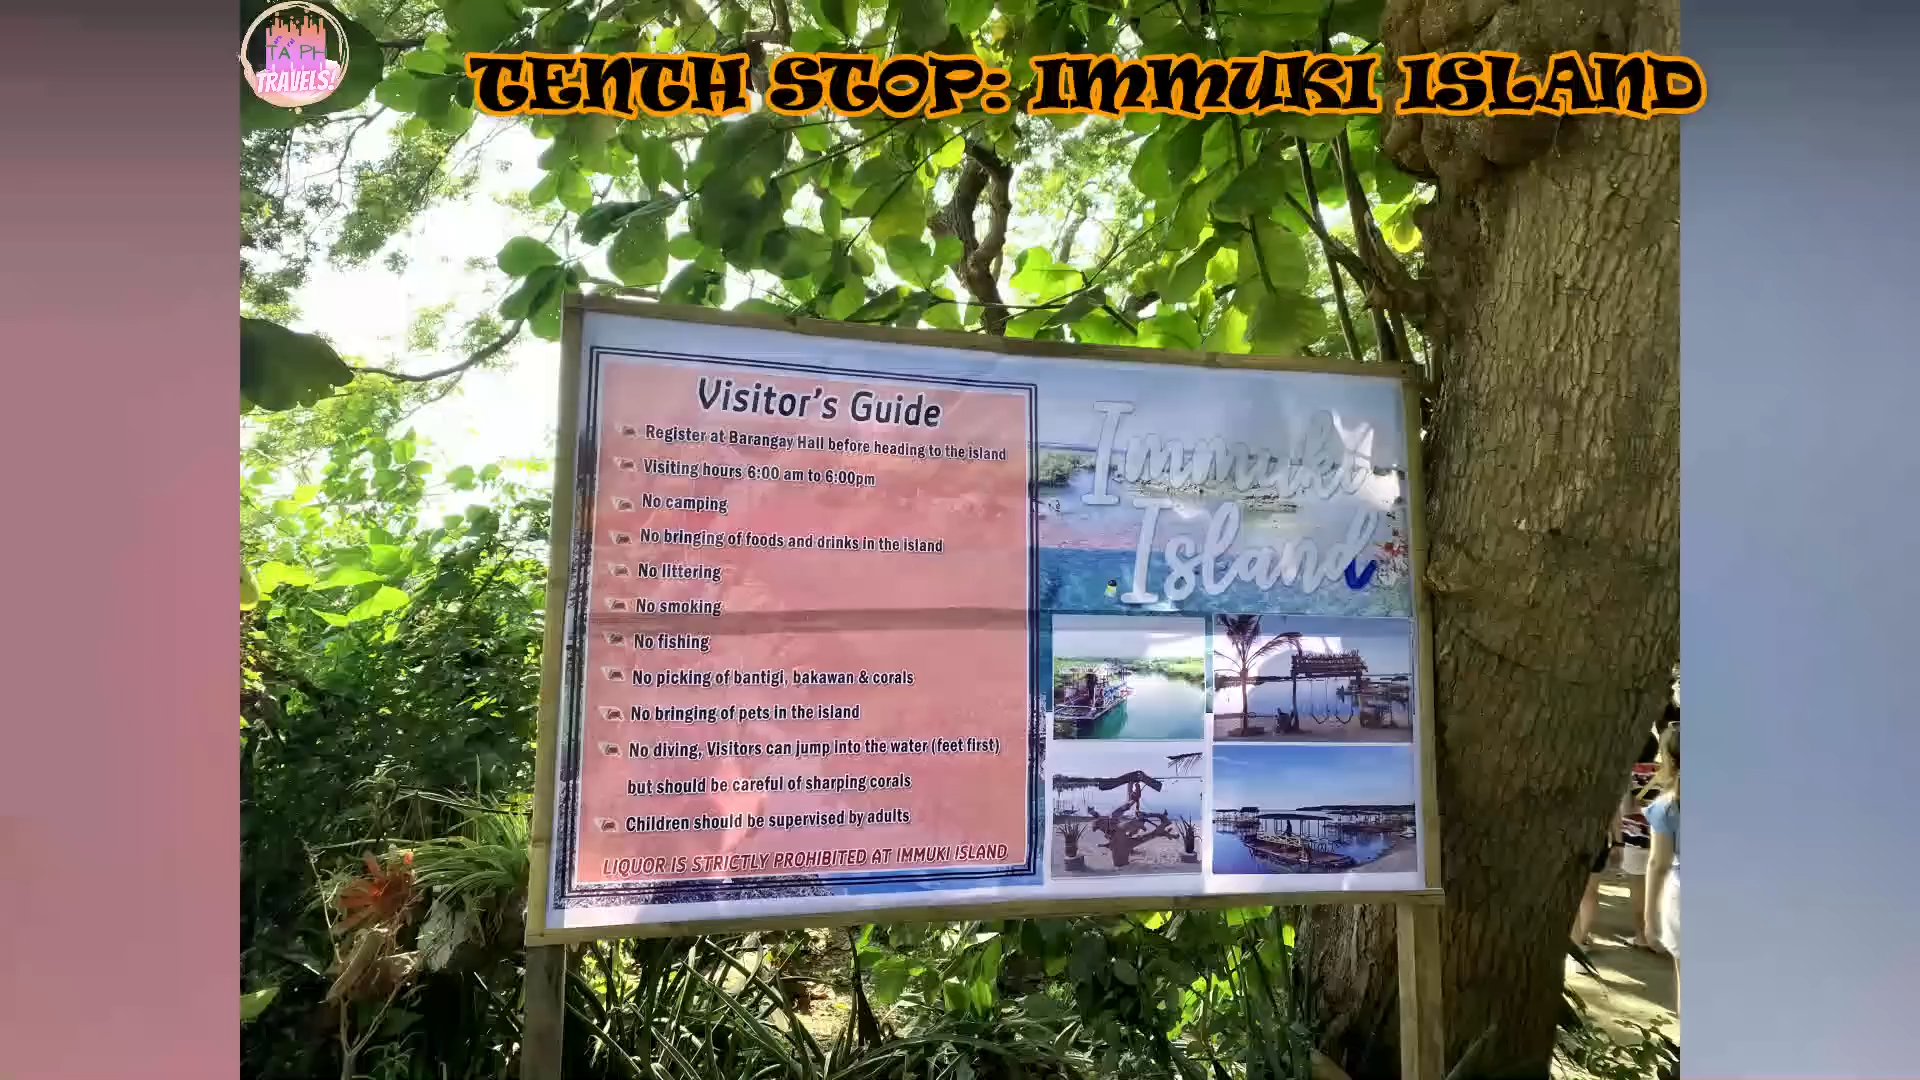 TA PH
TRAVELS!
TENTH STOP: IMMUKI ISLAND
Visitor's Guide
Register at Barangay Hall before heading to the island
Visiting hours 6:00 am to 6:00pm
No camping
No bringing of foods and drinks in the island
No littering
No smoking
No fishing
No picking of bantigi, bakawan & corals
No bringing of pets in the island
No diving, Visitors can jump into the water (feet first)
but should be careful of sharping corals
Children should be supervised by adults
LIQUOR IS STRICTLY PROHIBITED AT IMMUKI ISLAND
Immuki
Island